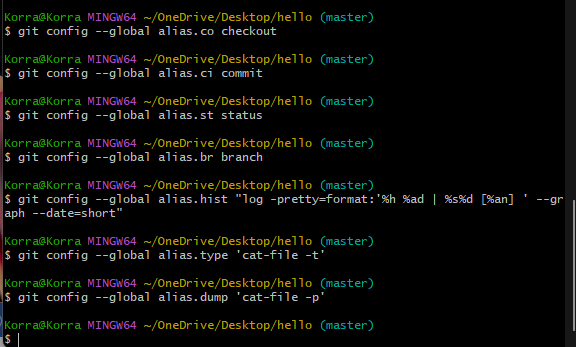 Korra@Korra MINGW64 ~/OneDrive/Desktop/hello (master)
$ git config --global alias.co checkout
Korra@Korra MINGW64 ~/OneDrive/Desktop/hello (master)
$ git config --global alias.ci commit
Korra@Korra MINGW64 ~/OneDrive/Desktop/hello (master)
$ git config --global alias.st status
Korra@Korra MINGW64 ~/OneDrive/Desktop/hello (master)
$ git config --global alias.br branch
Korra@Korra MINGW64 ~/OneDrive/Desktop/hello (master)
$ git config --global alias.hist "log -pretty=format:'%h %ad | %s%d [%an] ' --gr
aph --date=short"
Korra@Korra MINGW64 ~/OneDrive/Desktop/hello (master)
$ git config --global alias.type 'cat-file -t'
Korra@Korra MINGW64 ~/OneDrive/Desktop/hello (master)
$ git config --global alias.dump 'cat-file -p'
Korra@Korra MINGW64 ~/OneDrive/Desktop/hello (master)
$